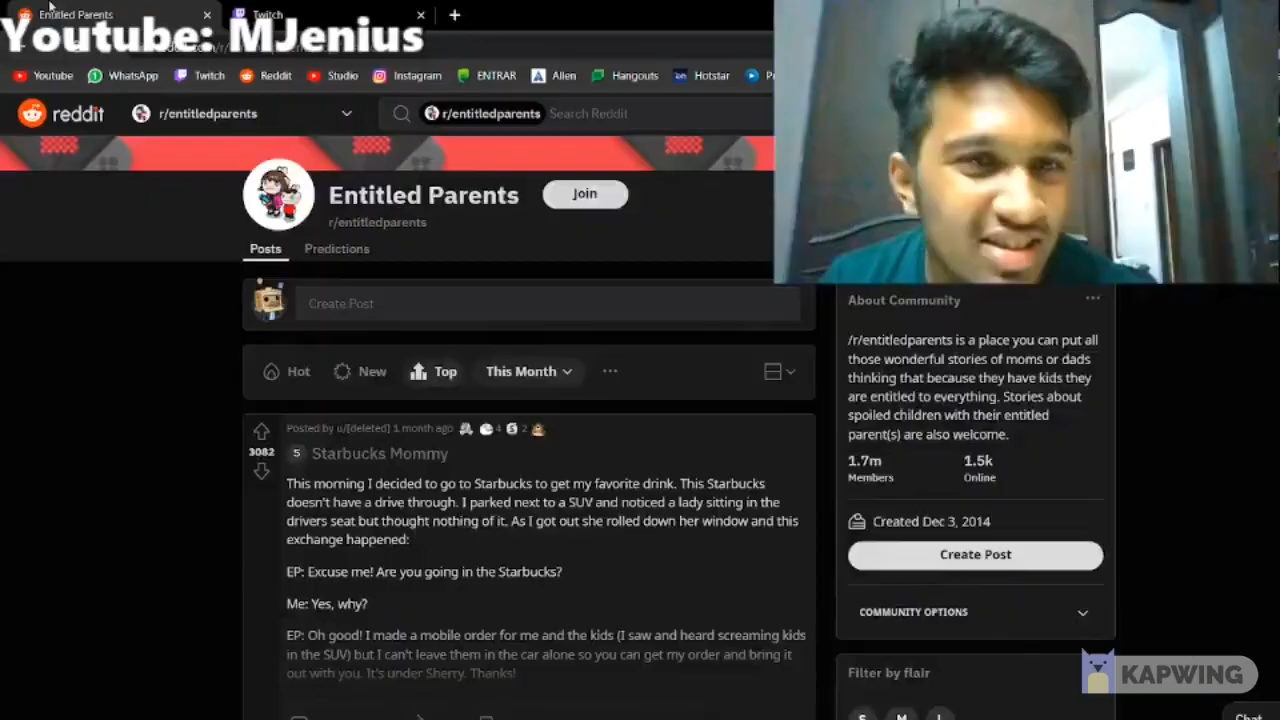 Entitled Parents
Twitch
Youtube: MJenius
Youtube
WhatsApp
Twitch
Reddit
Studio
Instagram
ENTRAR
Allen
Hangouts
Hotstar
reddit
r/entitledparents
r/entitledparents
Search Reddit
Entitled Parents
Join
r/entitledparents
Posts
Predictions
Create Post
Hot
New
Top
This Month
Posted by u/[deleted] 1 month ago
4
2
3082
S
Starbucks Mommy
This morning I decided to go to Starbucks to get my favorite drink. This Starbucks
doesn't have a drive through. I parked next to a SUV and noticed a lady sitting in the
drivers seat but thought nothing of it. As I got out she rolled down her window and this
exchange happened:
EP: Excuse me! Are you going in the Starbucks?
Me: Yes, why?
EP: Oh good! I made a mobile order for me and the kids (I saw and heard screaming kids
in the SUV) but I can't leave them in the car alone so you can get my order and bring it
out with you. It's under Sherry. Thanks!
About Community
/r/entitledparents is a place you can put all
those wonderful stories of moms or dads
thinking that because they have kids they
are entitled to everything. Stories about
spoiled children with their entitled
parent(s) are also welcome.
1.7m
Members
1.5k
Online
Created Dec 3, 2014
Create Post
COMMUNITY OPTIONS
Filter by flair
KAPWING